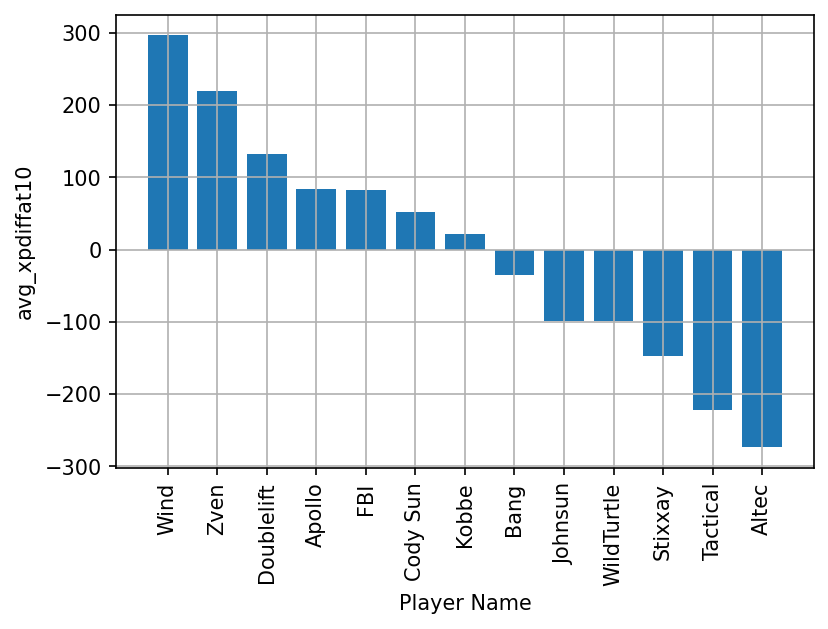 300
200
100
0
−100
−200
−300
avg_xpdiffat10
Wind
Zven
Doublelift
Apollo
FBI
Cody Sun
Kobbe
Bang
Johnsun
WildTurtle
Stixxay
Tactical
Altec
Player Name